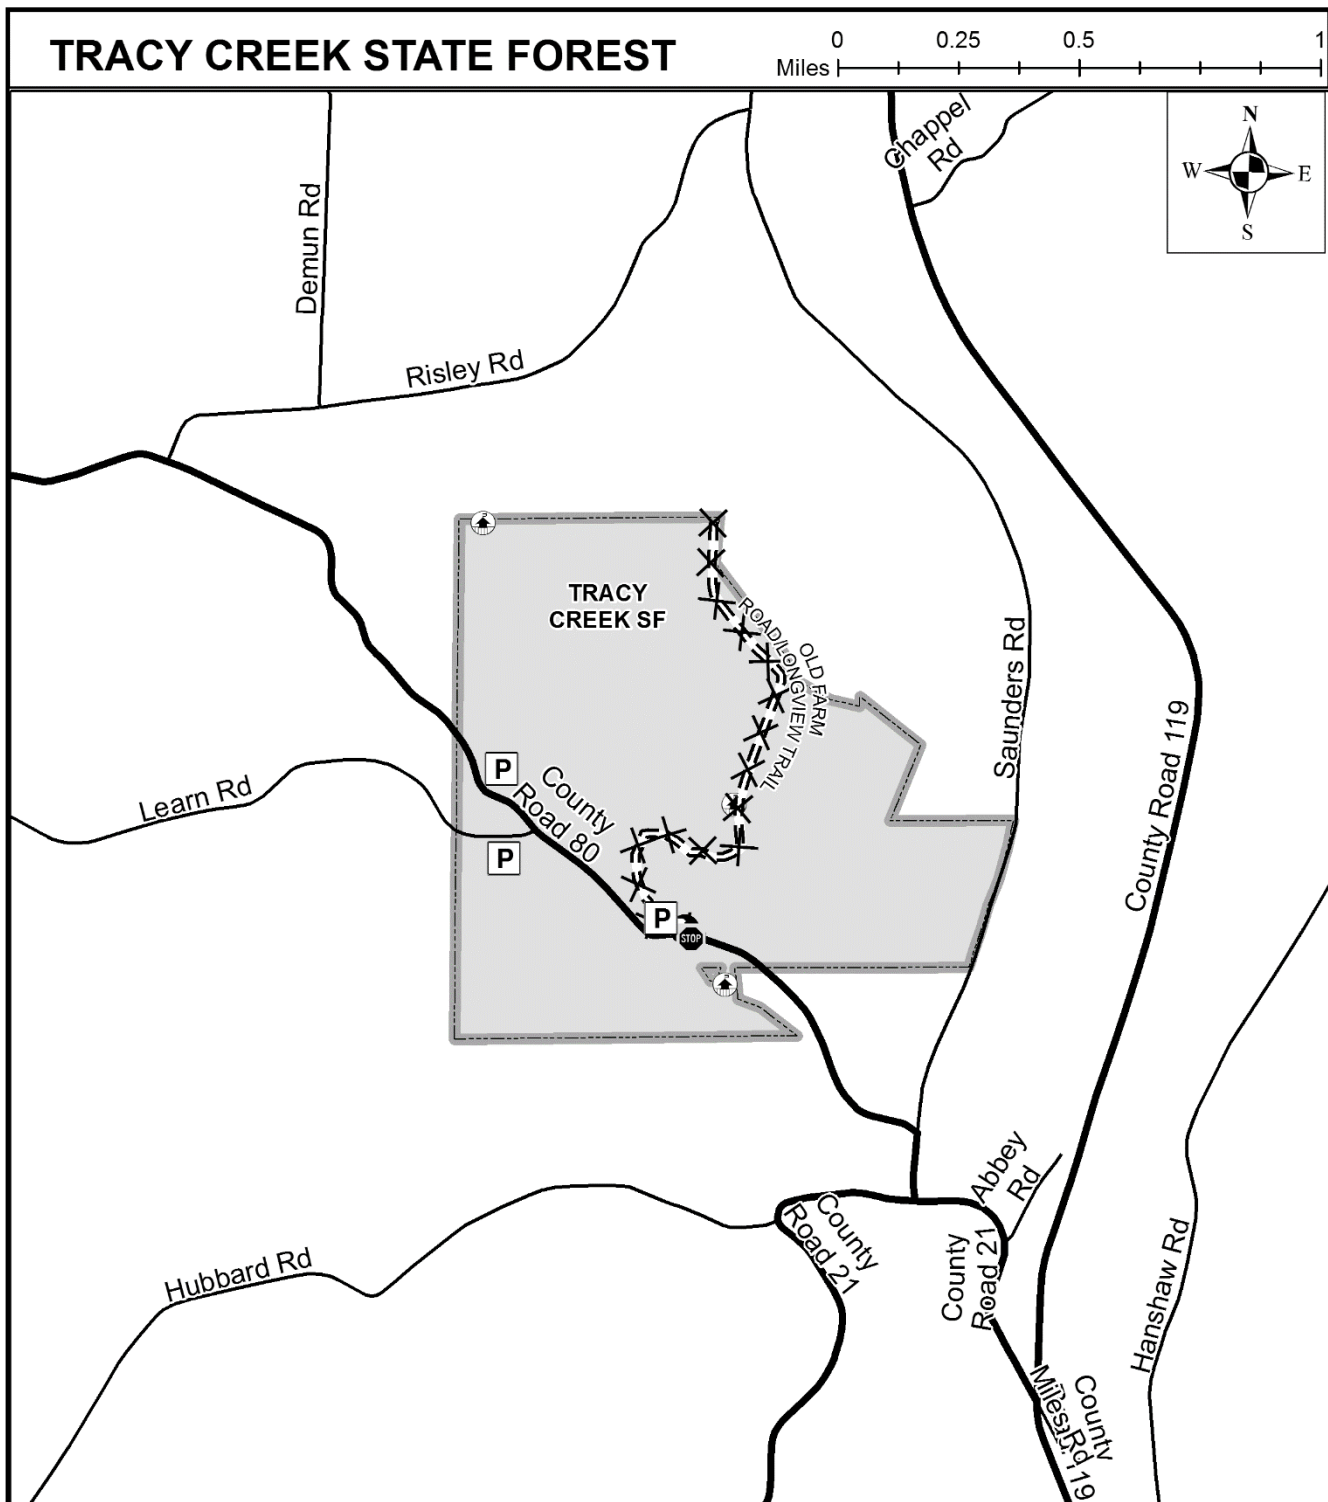 TRACY CREEK STATE FOREST
0 0.25 0.5 1
Miles
Chappel
Rd
N
W E
S
Demun Rd
Risley Rd
TRACY
CREEK SF
OLD FARM
ROAD/LONGVIEW TRAIL
Saunders Rd
County Road 119
Learn Rd
P
County
Road 80
P
P
STOP
Abbey
Rd
County
Road 21
County
Road 21
Hubbard Rd
Hanshaw Rd
Miles Rd
County
119